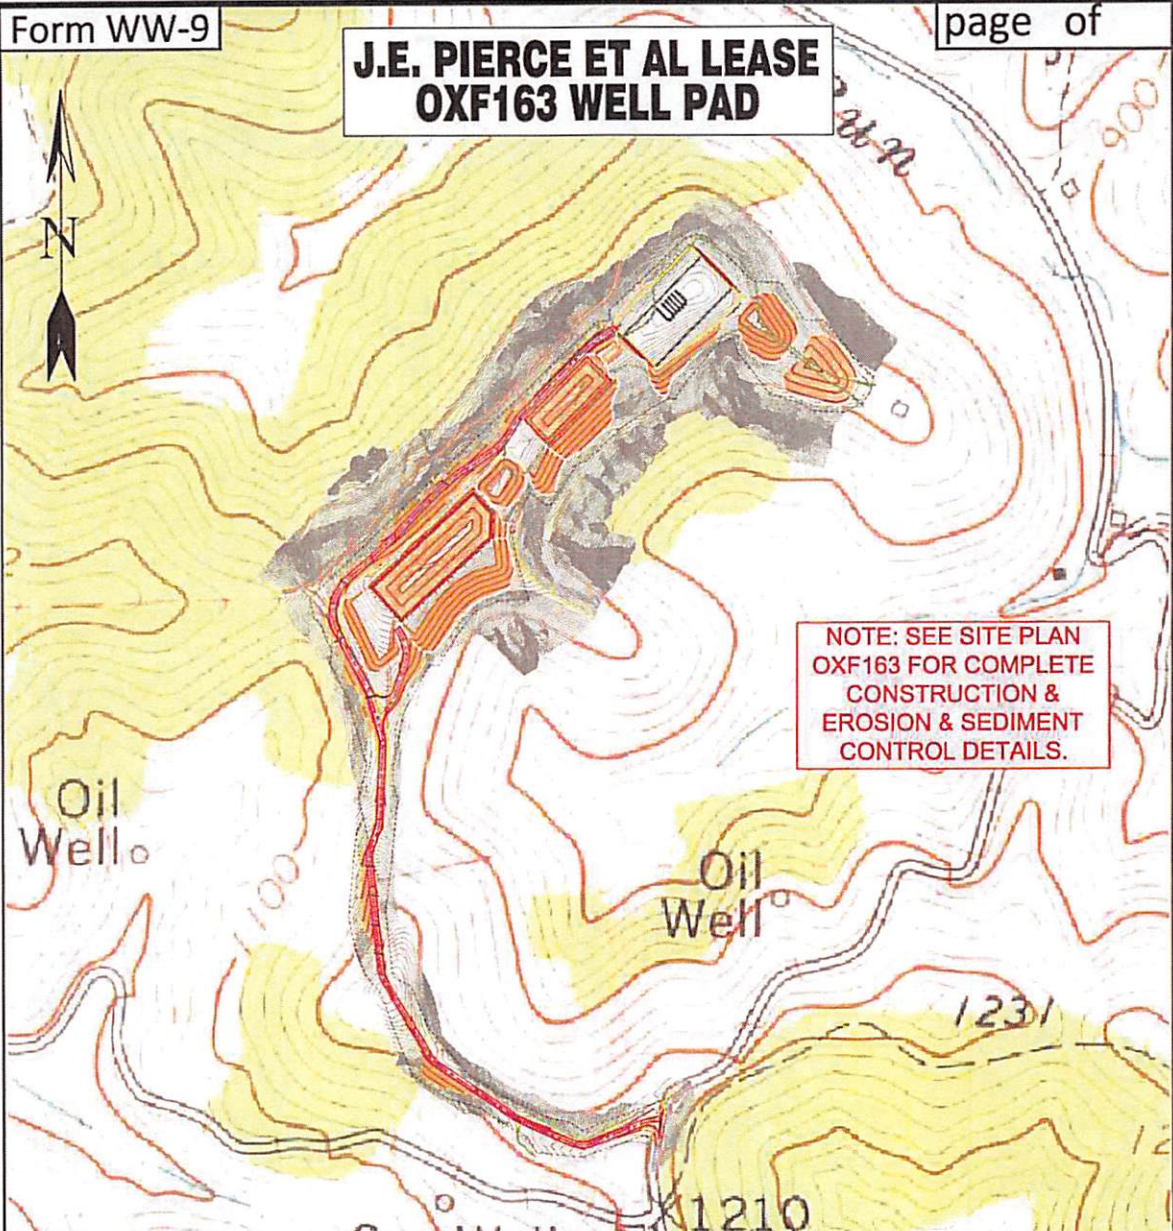 Form WW-9
page of
J.E. PIERCE ET AL LEASE
OXF163 WELL PAD
Run
900
N
NOTE: SEE SITE PLAN
OXF163 FOR COMPLETE
CONSTRUCTION &
EROSION & SEDIMENT
CONTROL DETAILS.
Oil
Well
Oil
Well
1231
1210